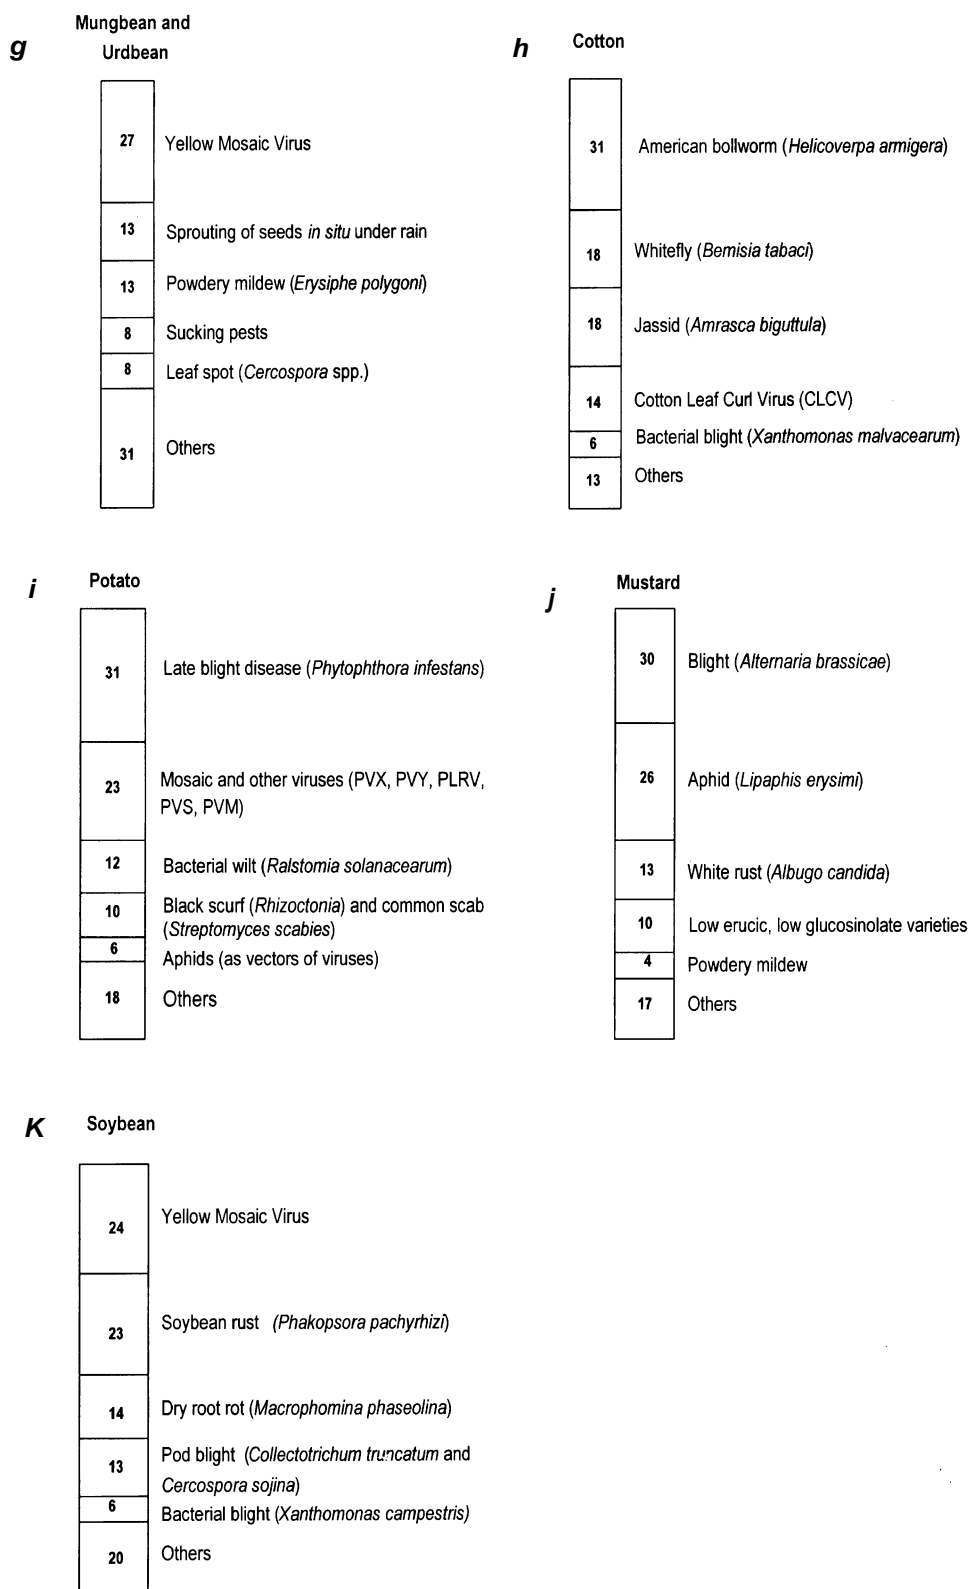 g
Mungbean and
Urdbean
27 Yellow Mosaic Virus
13 Sprouting of seeds in situ under rain
13 Powdery mildew (Erysiphe polygoni)
8 Sucking pests
8 Leaf spot (Cercospora spp.)
31 Others
h
Cotton
31 American bollworm (Helicoverpa armigera)
18 Whitefly (Bemisia tabaci)
18 Jassid (Amrasca biguttula)
14 Cotton Leaf Curl Virus (CLCV)
6 Bacterial blight (Xanthomonas malvacearum)
13 Others
i
Potato
31 Late blight disease (Phytophthora infestans)
23 Mosaic and other viruses (PVX, PVY, PLRV,
PVS, PVM)
12 Bacterial wilt (Ralstomia solanacearum)
10 Black scurf (Rhizoctonia) and common scab
(Streptomyces scabies)
6 Aphids (as vectors of viruses)
18 Others
j
Mustard
30 Blight (Alternaria brassicae)
26 Aphid (Lipaphis erysimi)
13 White rust (Albugo candida)
10 Low erucic, low glucosinolate varieties
4 Powdery mildew
17 Others
K
Soybean
24 Yellow Mosaic Virus
23 Soybean rust (Phakopsora pachyrhizi)
14 Dry root rot (Macrophomina phaseolina)
13 Pod blight (Collectotrichum truncatum and
Cercospora sojina)
6 Bacterial blight (Xanthomonas campestris)
20 Others